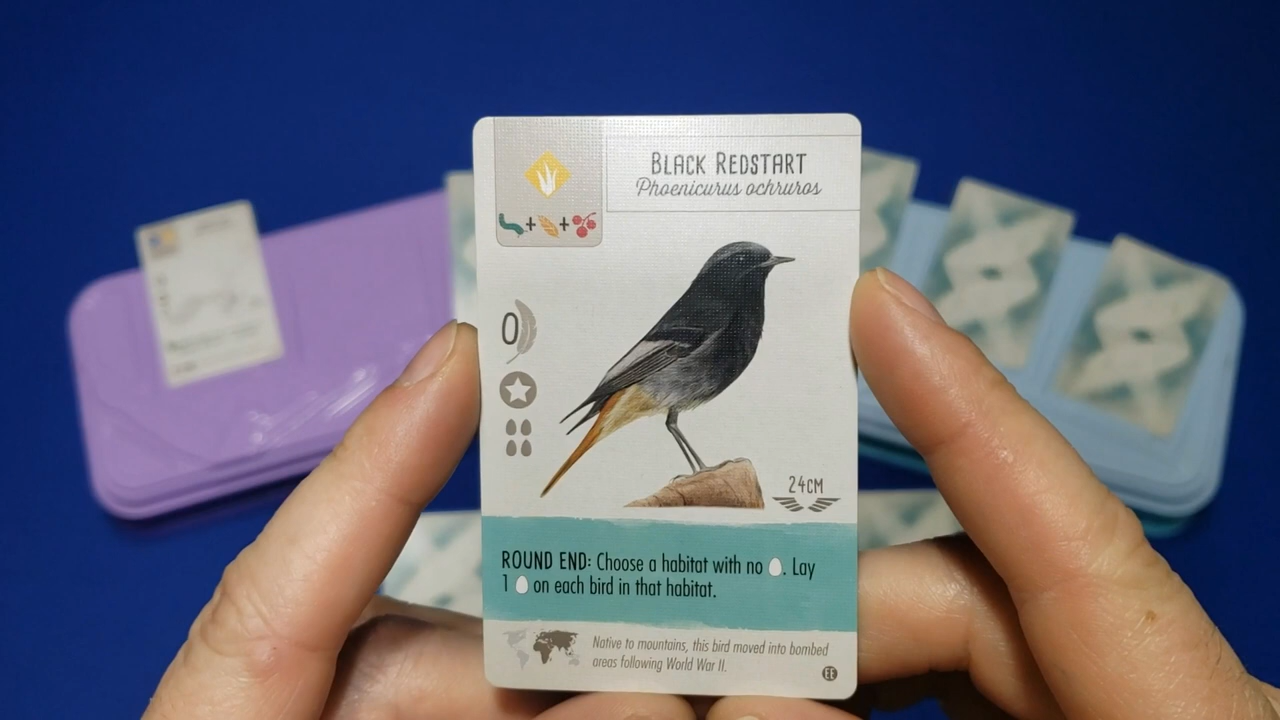 BLACK REDSTART
Phoenicurus ochruros
+ +
0
24CM
ROUND END: Choose a habitat with no . Lay
1 on each bird in that habitat.
Native to mountains, this bird moved into bombed
areas following World War II.
EE